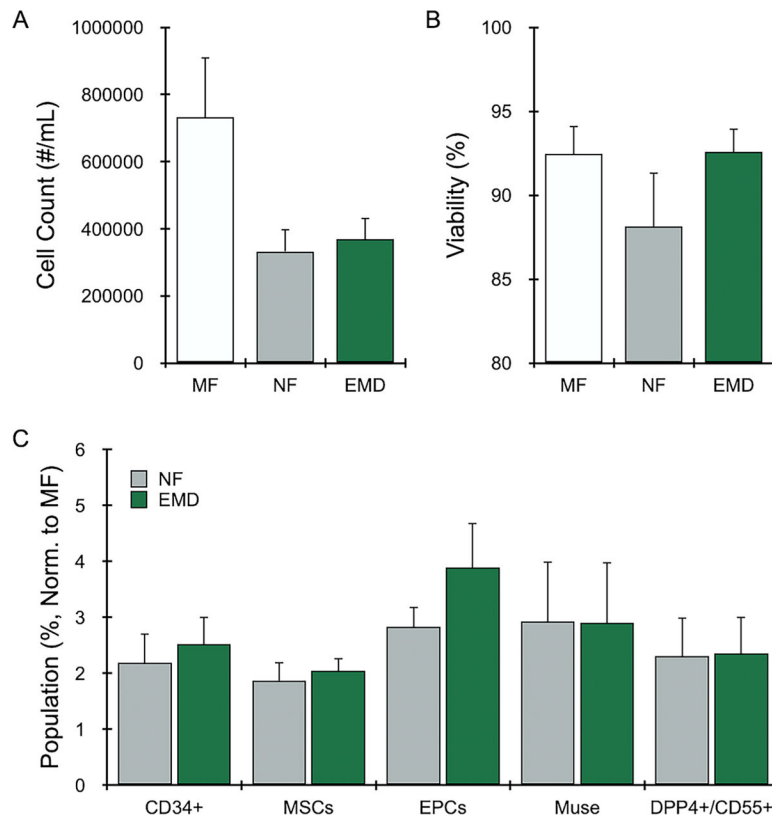 A
Cell Count (#/mL)
1000000
800000
600000
400000
200000
0
MF NF EMD
B
Viability (%)
100
95
90
85
80
MF NF EMD
C
Population (%, Norm. to MF)
6
5
4
3
2
1
0
NF
EMD
CD34+ MSCs EPCs Muse DPP4+/CD55+